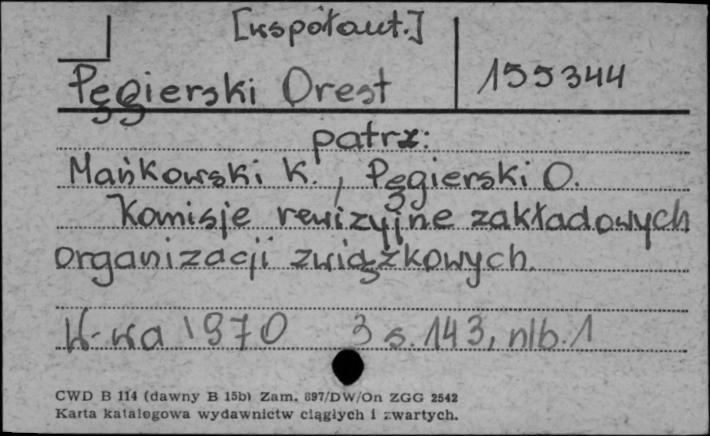 [współaut.]
Pęgierski Orest
155344
patrz:
Mańkowski K., Pęgierski O.
Komisje rewizyjne zakładowych
organizacji związkowych.
W-wa 1970 3 s. 143, nlb. 1
CWD B 114 (dawny B 15b) Zam. 697/DW/On ZGG 2542
Karta katalogowa wydawnictw ciągłych i zwartych.